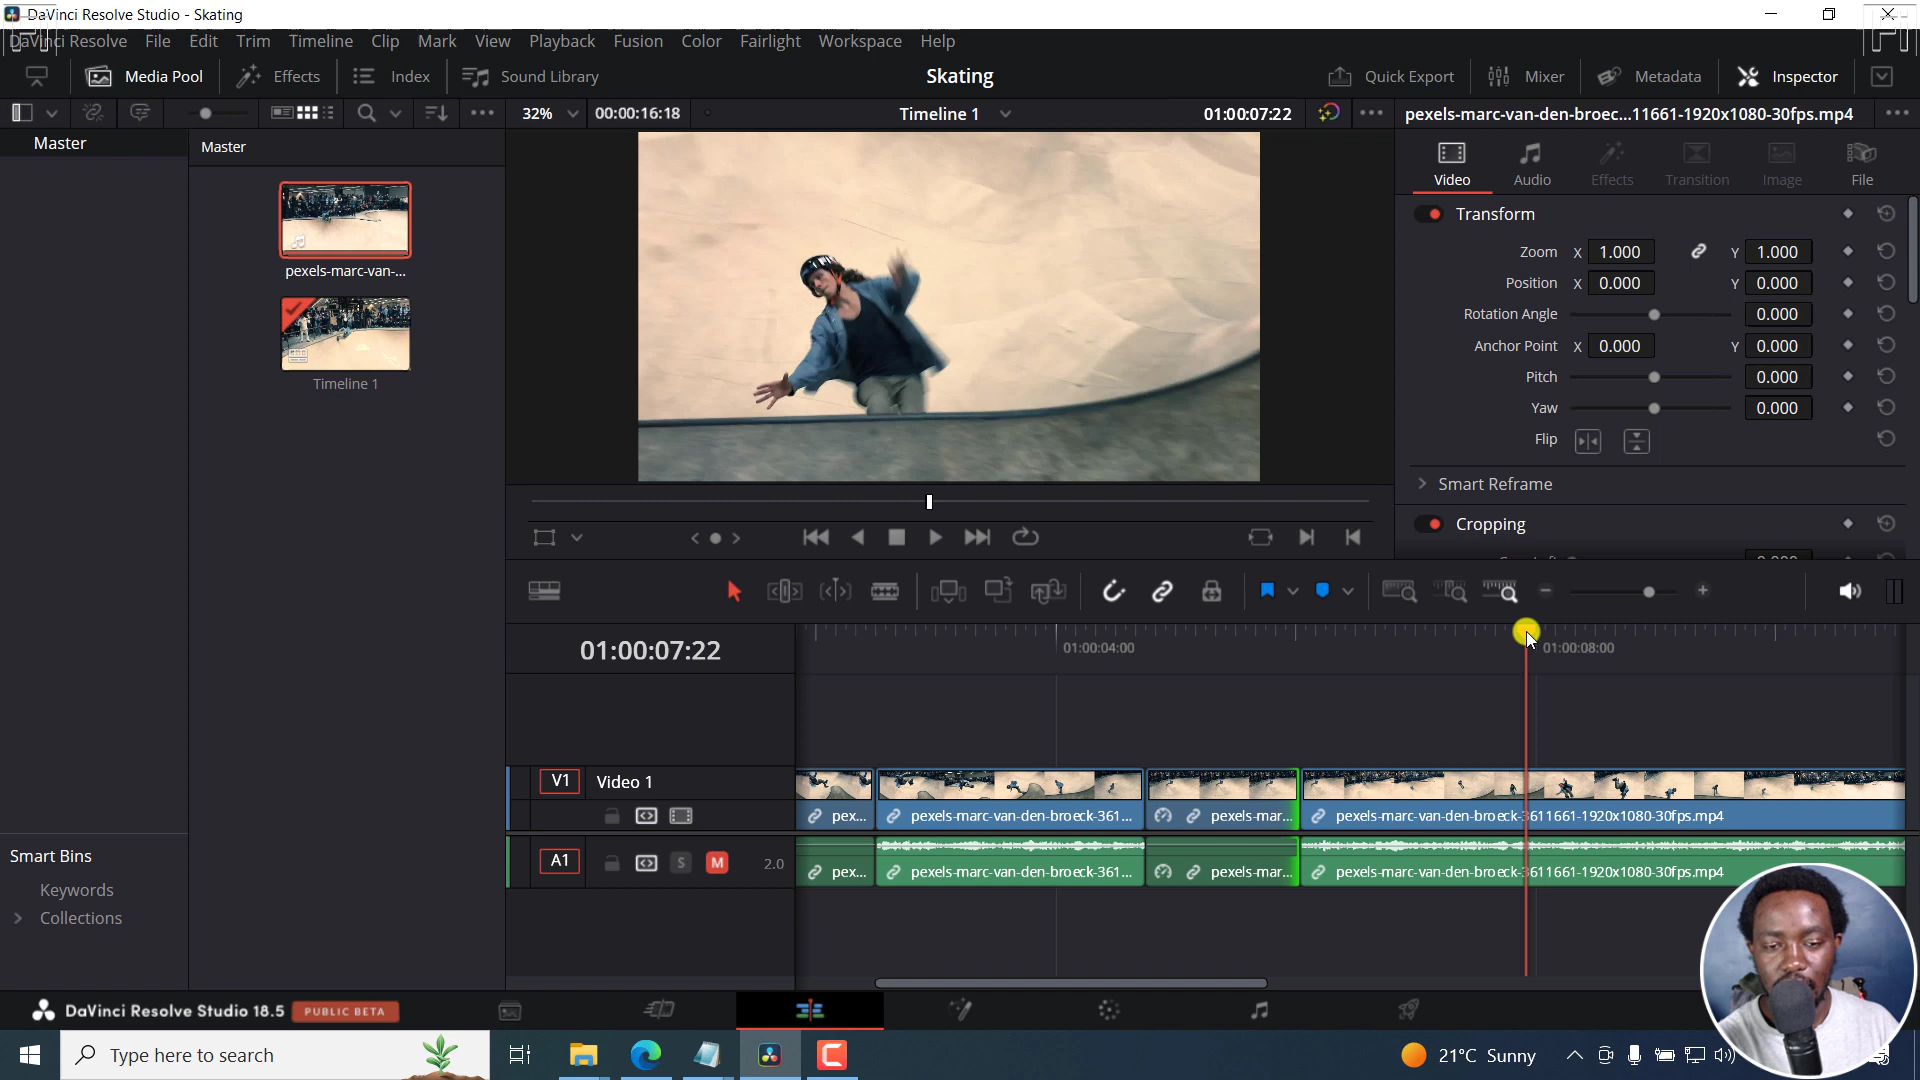 DaVinci Resolve Studio - Skating
DaVinci Resolve File Edit Trim Timeline Clip Mark View Playback Fusion Color Fairlight Workspace Help
Media Pool Effects Index Sound Library Skating Quick Export Mixer Metadata Inspector
32% 00:00:16:18 Timeline 1 01:00:07:22 pexels-marc-van-den-broec...11661-1920x1080-30fps.mp4
Master
Master
pexels-marc-van-...
Timeline 1
Video Audio Effects Transition Image File
Transform
Zoom X 1.000 Y 1.000
Position X 0.000 Y 0.000
Rotation Angle 0.000
Anchor Point X 0.000 Y 0.000
Pitch 0.000
Yaw 0.000
Flip
Smart Reframe
Cropping
01:00:07:22
01:00:04:00 01:00:08:00
V1 Video 1
pex... pexels-marc-van-den-broeck-361... pexels-mar... pexels-marc-van-den-broeck-3611661-1920x1080-30fps.mp4
A1 S M 2.0
pex... pexels-marc-van-den-broeck-361... pexels-mar... pexels-marc-van-den-broeck-3611661-1920x1080-30fps.mp4
Smart Bins
Keywords
Collections
DaVinci Resolve Studio 18.5 PUBLIC BETA
Type here to search
21°C Sunny